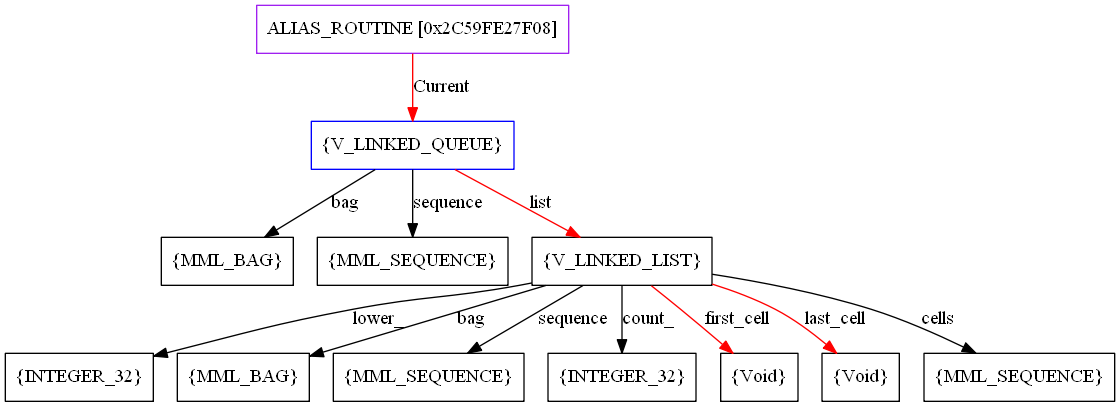 ALIAS_ROUTINE [0x2C59FE27F08]
Current
{V_LINKED_QUEUE}
bag
sequence
list
{MML_BAG}
{MML_SEQUENCE}
{V_LINKED_LIST}
lower_
bag
sequence
count_
first_cell
last_cell
cells
{INTEGER_32}
{MML_BAG}
{MML_SEQUENCE}
{INTEGER_32}
{Void}
{Void}
{MML_SEQUENCE}